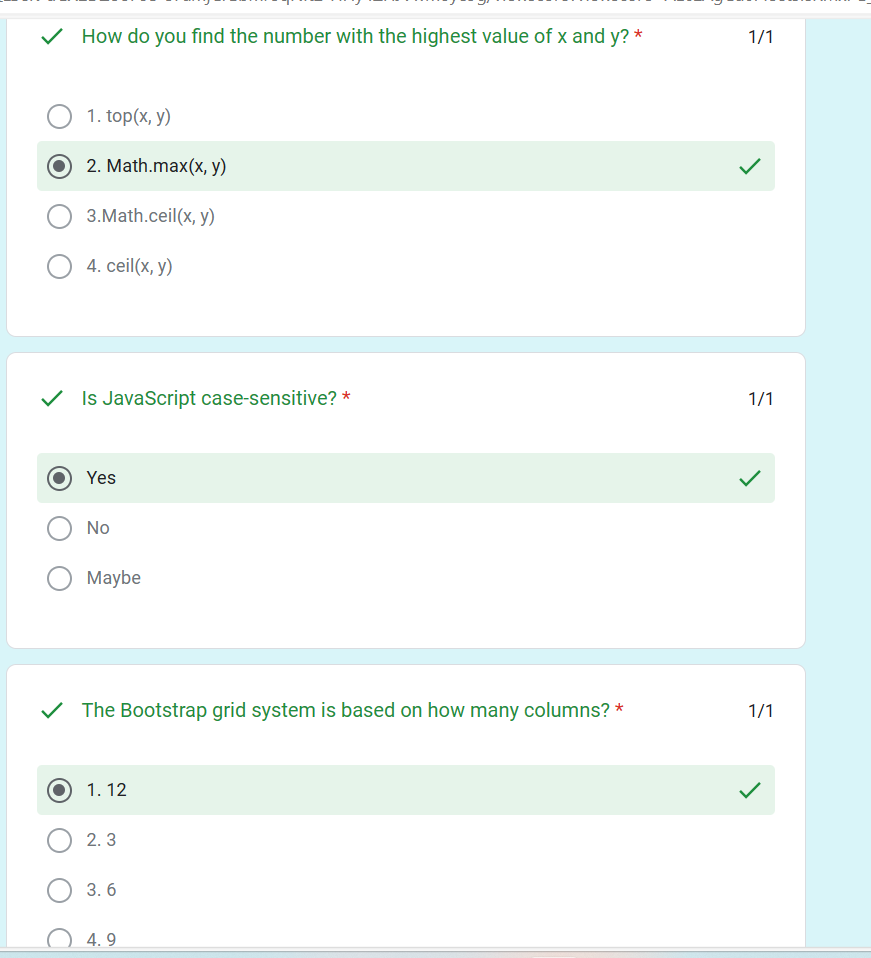 How do you find the number with the highest value of x and y? *
1/1
1. top(x, y)
2. Math.max(x, y)
3.Math.ceil(x, y)
4. ceil(x, y)
Is JavaScript case-sensitive? *
1/1
Yes
No
Maybe
The Bootstrap grid system is based on how many columns? *
1/1
1. 12
2. 3
3. 6
4. 9